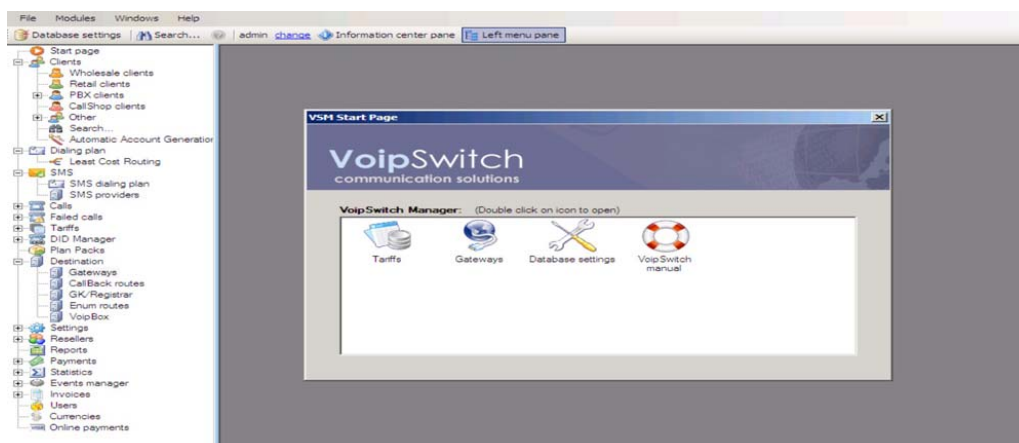 File Modules Windows Help
Database settings Search... admin change Information center pane Left menu pane
Start page
Clients
Wholesale clients
Retail clients
PBX clients
CallShop clients
Other
Search...
Automatic Account Generation
Dialing plan
Least Cost Routing
SMS
SMS dialing plan
SMS providers
Calls
Failed calls
Tariffs
DID Manager
Plan Packs
Destination
Gateways
CallBack routes
GK/Registrar
Enum routes
VoipBox
Settings
Resellers
Reports
Payments
Statistics
Events manager
Invoices
Users
Currencies
Online payments
VSM Start Page
VoipSwitch
communication solutions
VoipSwitch Manager: (Double click on icon to open)
Tariffs Gateways Database settings VoipSwitch
manual